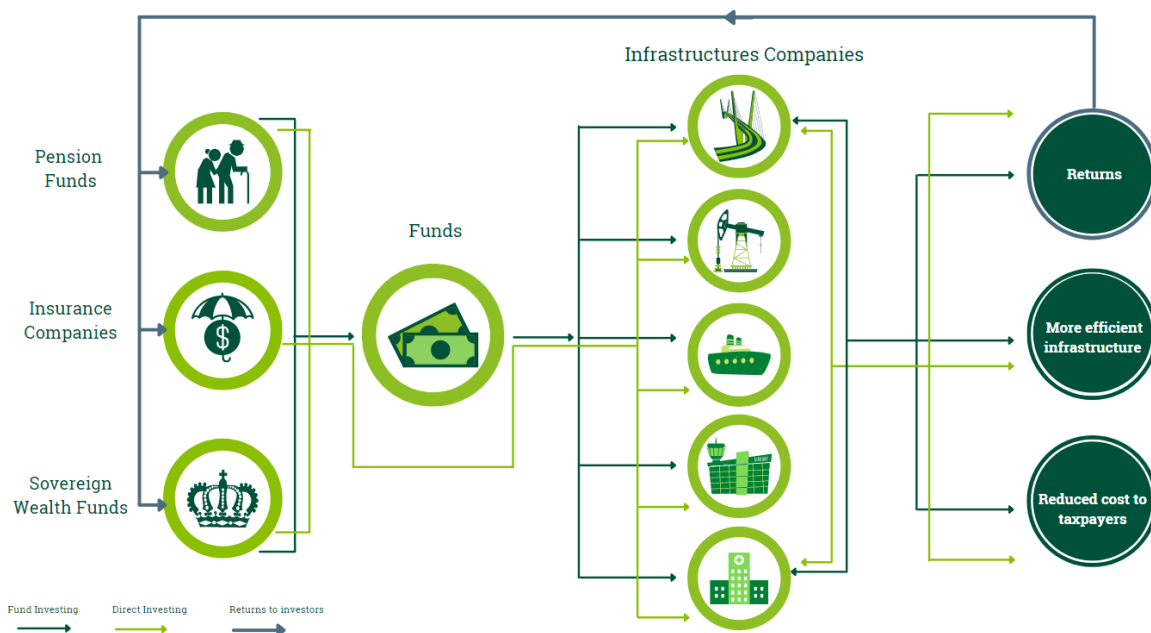 Infrastructures Companies
Pension
Funds
Funds
Insurance
Companies
$
Sovereign
Wealth Funds
Returns
More efficient
infrastructure
Reduced cost to
taxpayers
Fund Investing
Direct Investing
Returns to investors